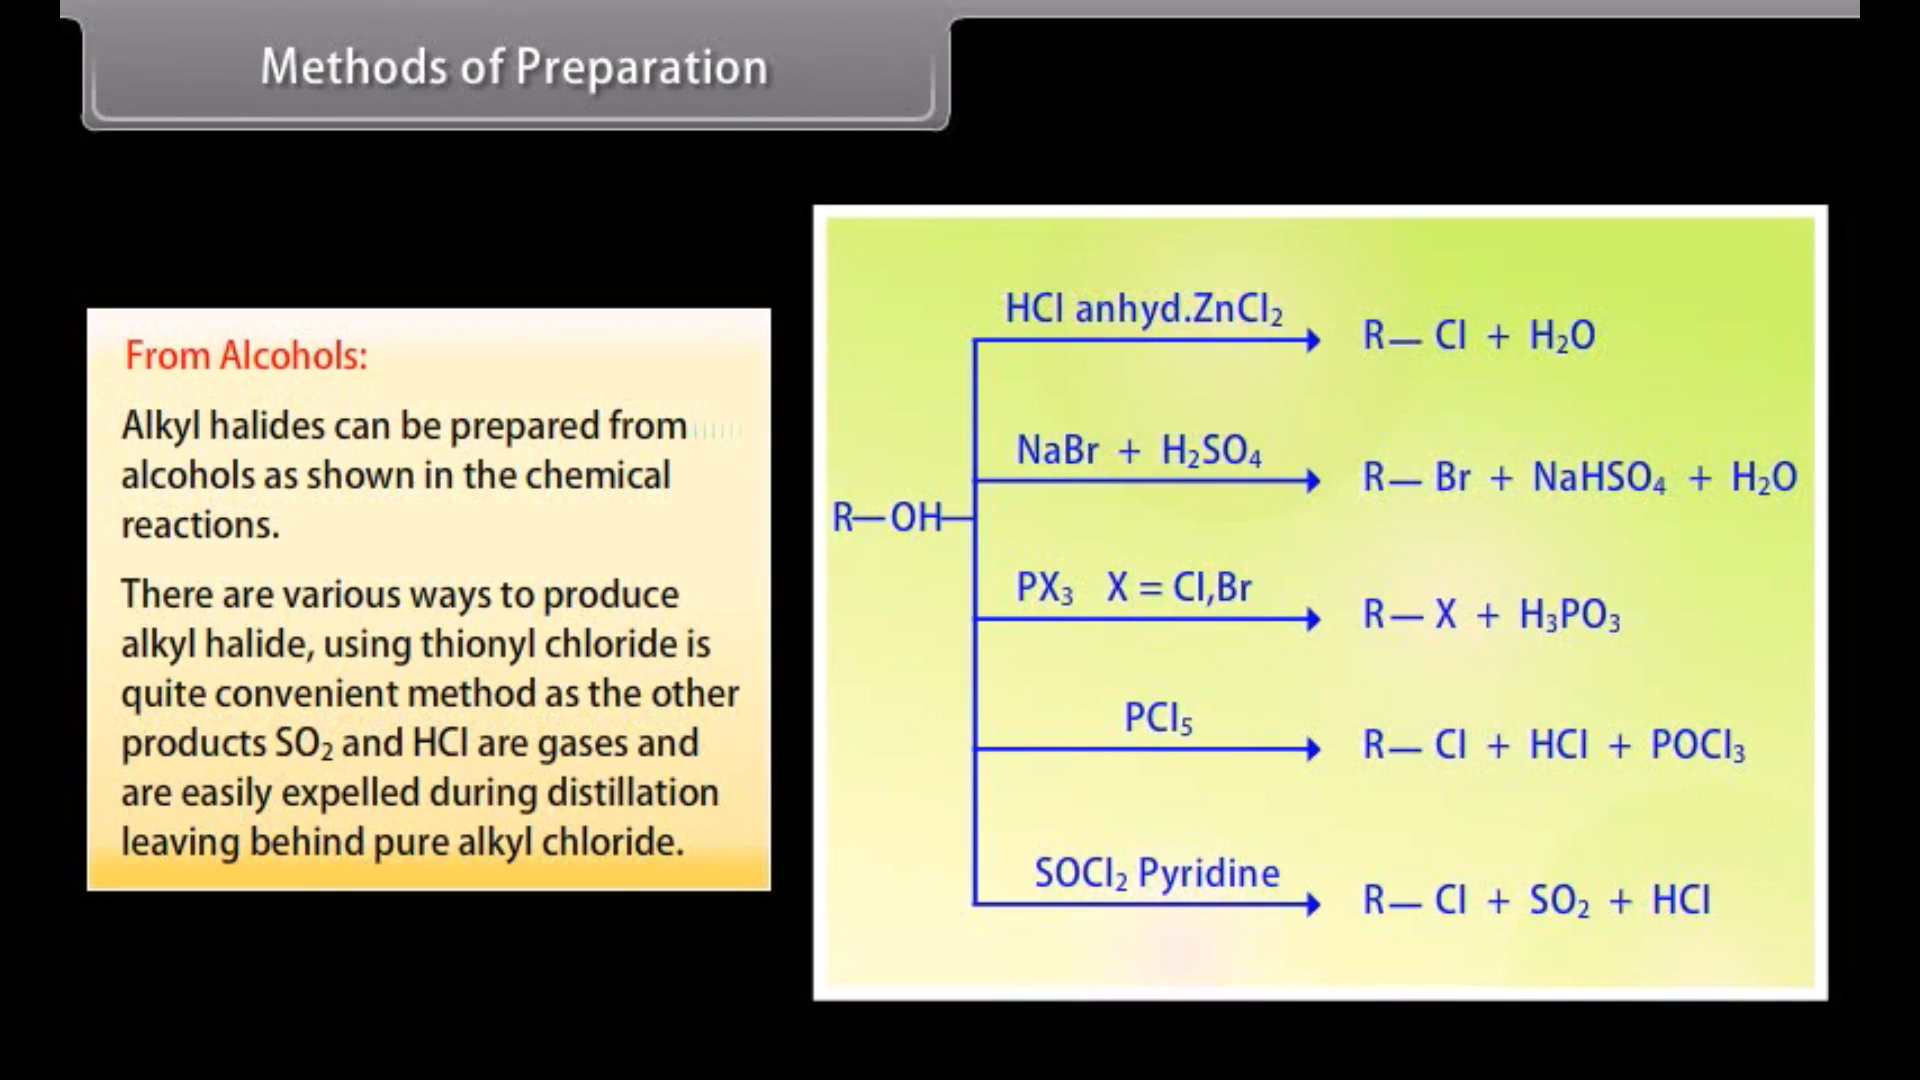 Methods of Preparation
From Alcohols:
Alkyl halides can be prepared from
alcohols as shown in the chemical
reactions.
There are various ways to produce
alkyl halide, using thionyl chloride is
quite convenient method as the other
products SO₂ and HCl are gases and
are easily expelled during distillation
leaving behind pure alkyl chloride.
R—OH
HCl anhyd.ZnCl₂
R— Cl + H₂O
NaBr + H₂SO₄
R— Br + NaHSO₄ + H₂O
PX₃ X = Cl,Br
R— X + H₃PO₃
PCl₅
R— Cl + HCl + POCl₃
SOCl₂ Pyridine
R— Cl + SO₂ + HCl